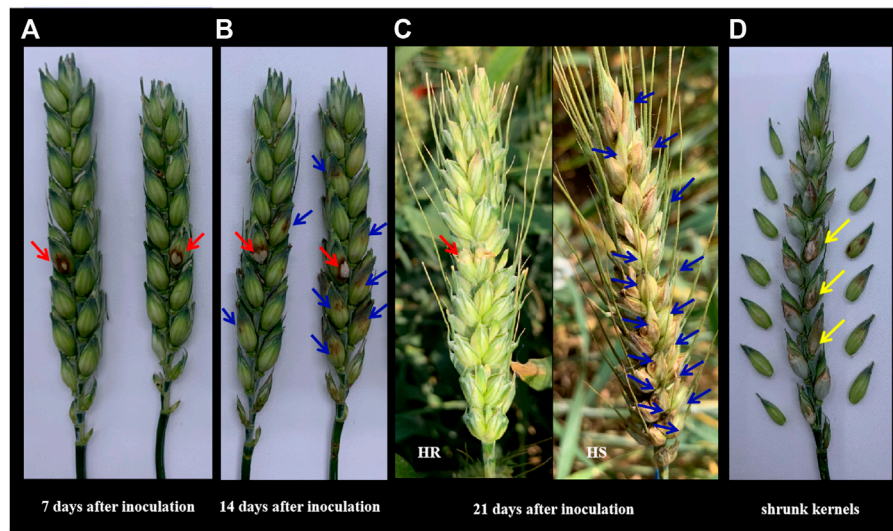 A
B
C
D
HR
HS
7 days after inoculation
14 days after inoculation
21 days after inoculation
shrunk kernels